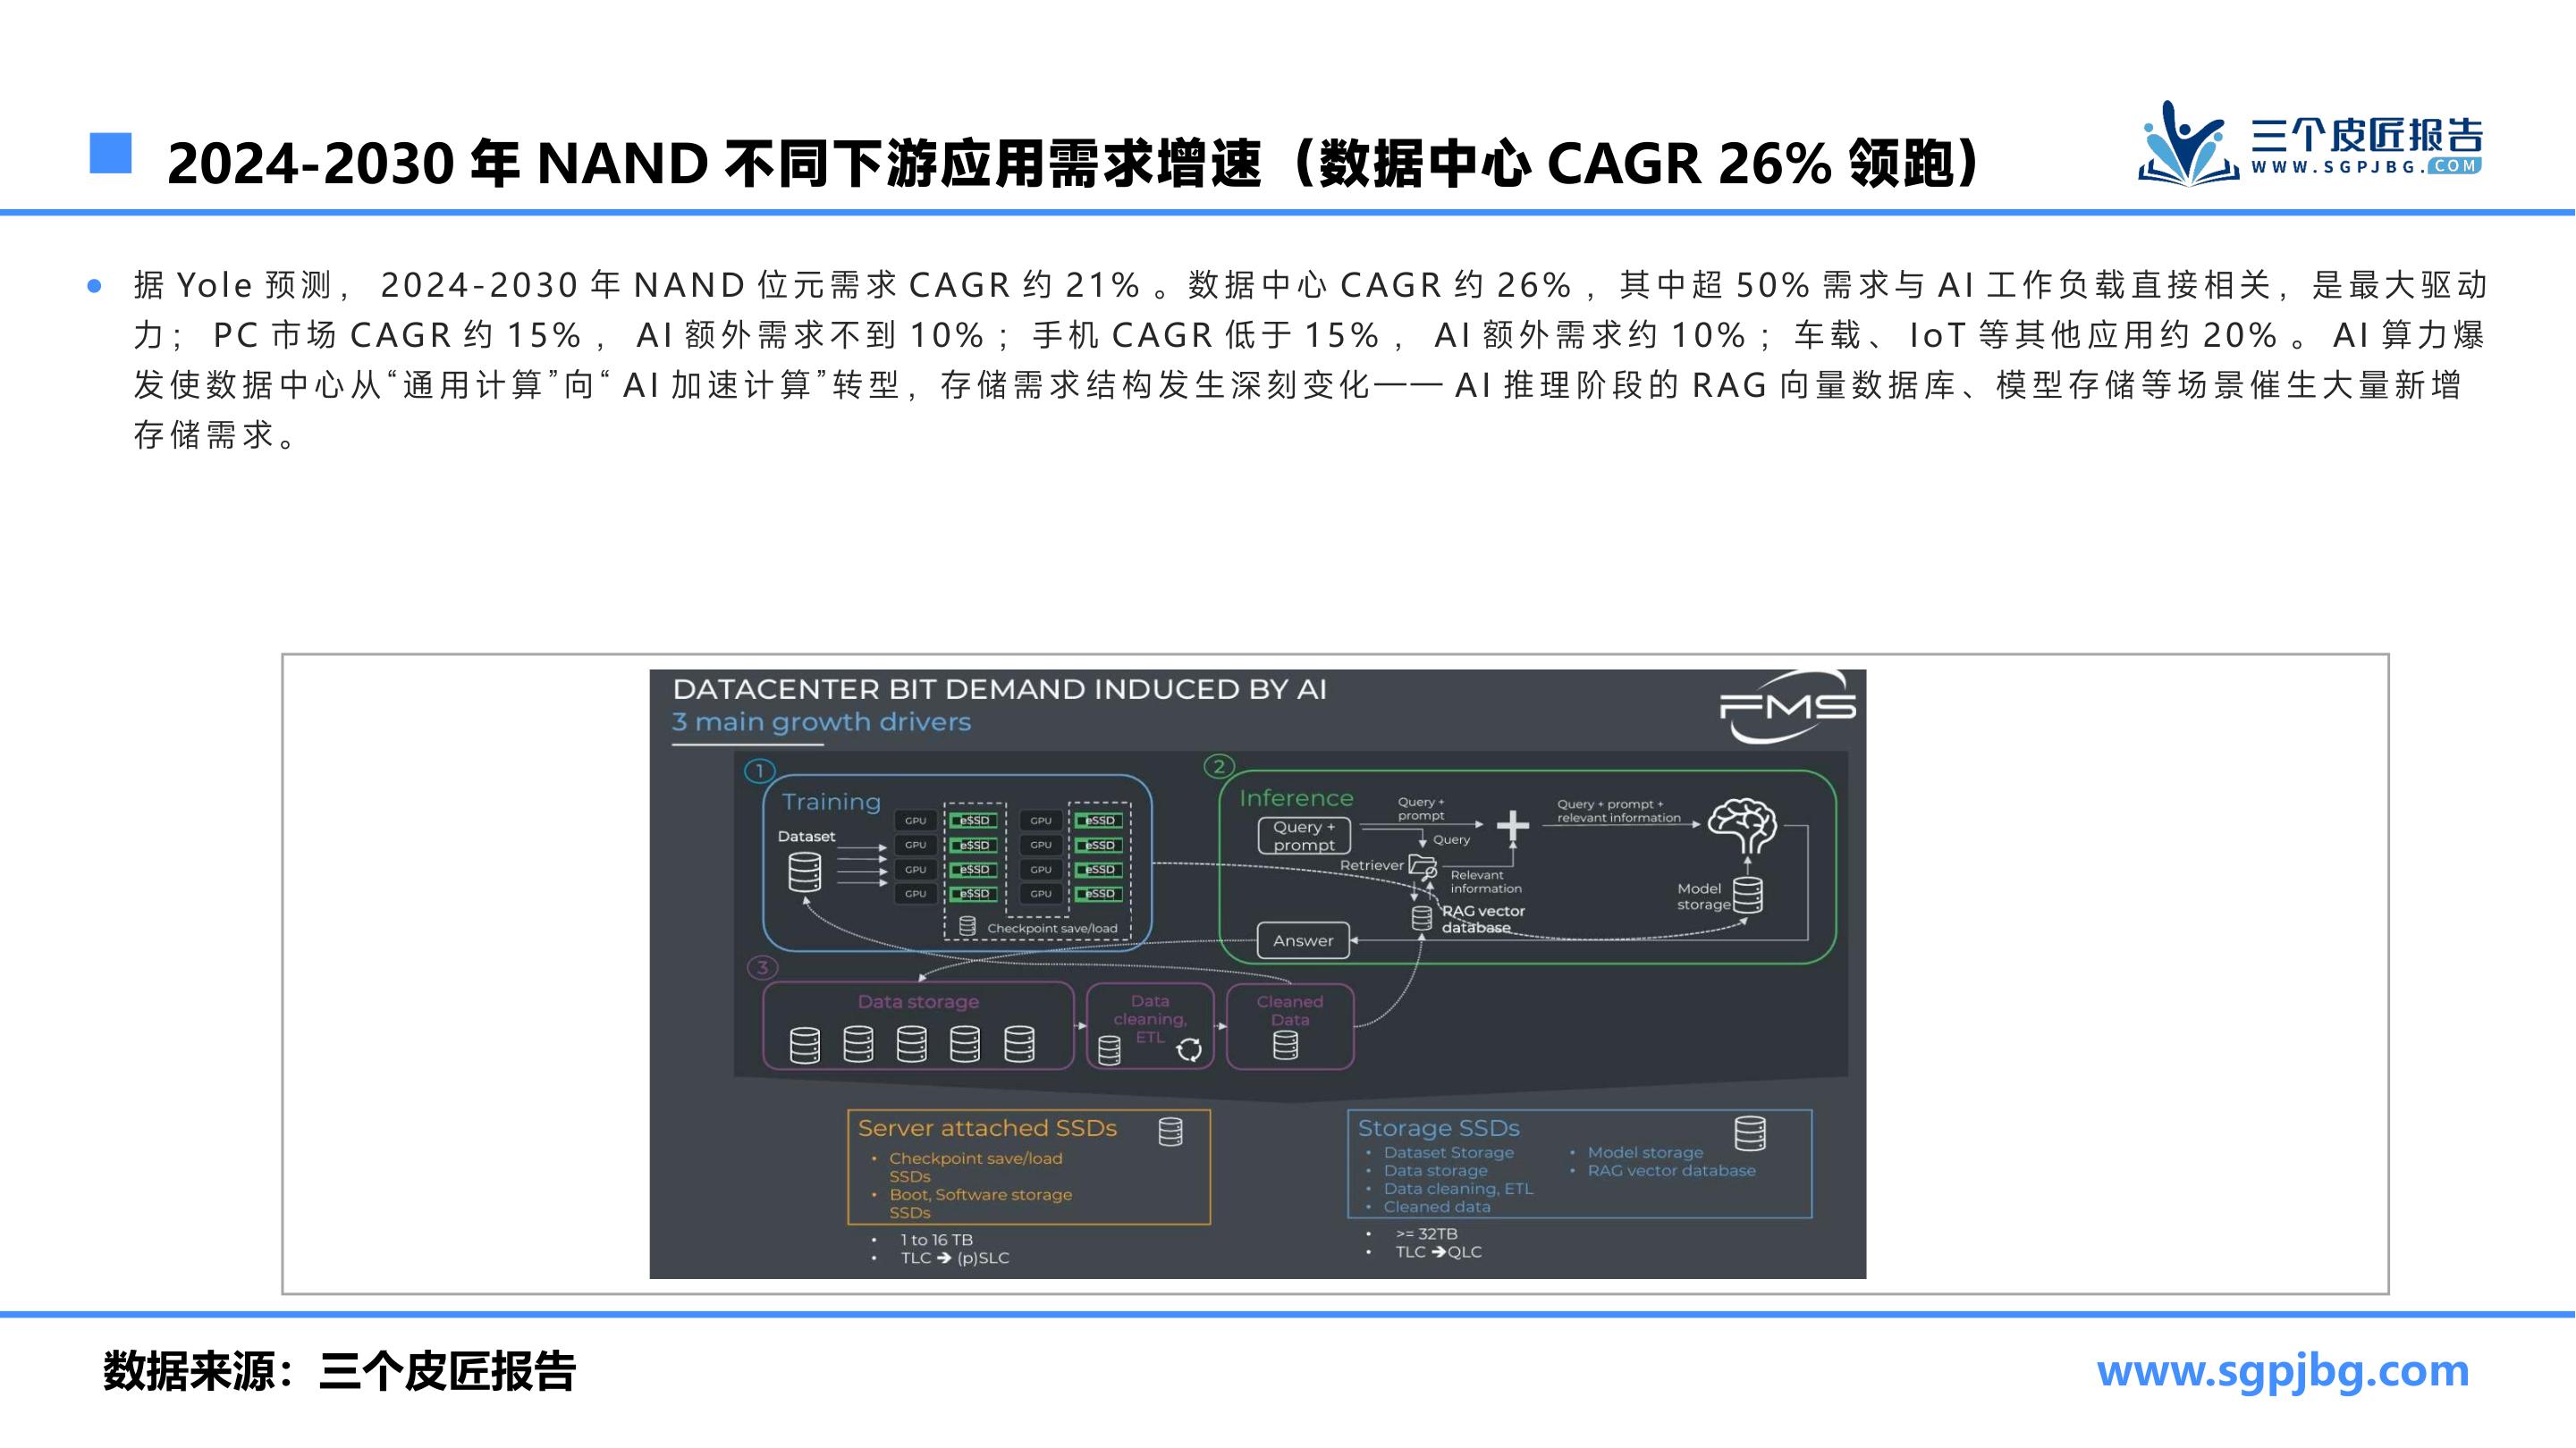 2024-2030 年 NAND 不同下游应用需求增速（数据中心 CAGR 26% 领跑）
三个皮匠报告
WWW.SGPJBG.COM
据 Yole 预测， 2024-2030 年 NAND 位元需求 CAGR 约 21% 。数据中心 CAGR 约 26% ，其中超 50% 需求与 AI 工作负载直接相关，是最大驱动
力； PC 市场 CAGR 约 15% ， AI 额外需求不到 10% ；手机 CAGR 低于 15% ， AI 额外需求约 10% ；车载、 IoT 等其他应用约 20% 。 AI 算力爆
发使数据中心从“通用计算”向“ AI 加速计算”转型，存储需求结构发生深刻变化—— AI 推理阶段的 RAG 向量数据库、模型存储等场景催生大量新增
存储需求。
DATACENTER BIT DEMAND INDUCED BY AI
3 main growth drivers
FMS
1
Training
Dataset
GPU eSSD GPU eSSD
GPU eSSD GPU eSSD
GPU eSSD GPU eSSD
GPU eSSD GPU eSSD
Checkpoint save/load
2
Inference
Query +
prompt
Query +
prompt
Query
Query + prompt +
relevant information
Retriever
Relevant
information
RAG vector
database
Model
storage
Answer
3
Data storage
Data
cleaning,
ETL
Cleaned
Data
Server attached SSDs
• Checkpoint save/load
SSDs
• Boot, Software storage
SSDs
• 1 to 16 TB
• TLC ➔ (p)SLC
Storage SSDs
• Dataset Storage
• Data storage
• Data cleaning, ETL
• Cleaned data
• Model storage
• RAG vector database
• >= 32TB
• TLC ➔QLC
数据来源：三个皮匠报告
www.sgpjbg.com